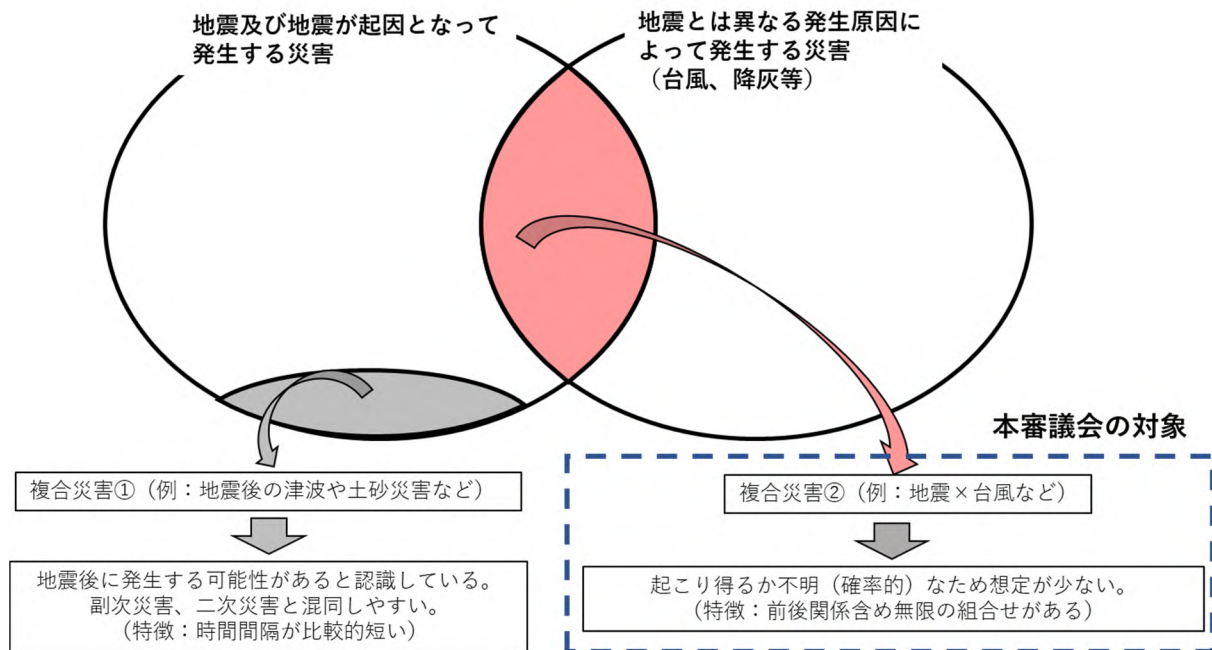 地震及び地震が起因となって
発生する災害
地震とは異なる発生原因に
よって発生する災害
（台風、降灰等）
本審議会の対象
複合災害①（例：地震後の津波や土砂災害など）
地震後に発生する可能性があると認識している。
副次災害、二次災害と混同しやすい。
（特徴：時間間隔が比較的短い）
複合災害②（例：地震×台風など）
起こり得るか不明（確率的）なため想定が少ない。
（特徴：前後関係含め無限の組合せがある）